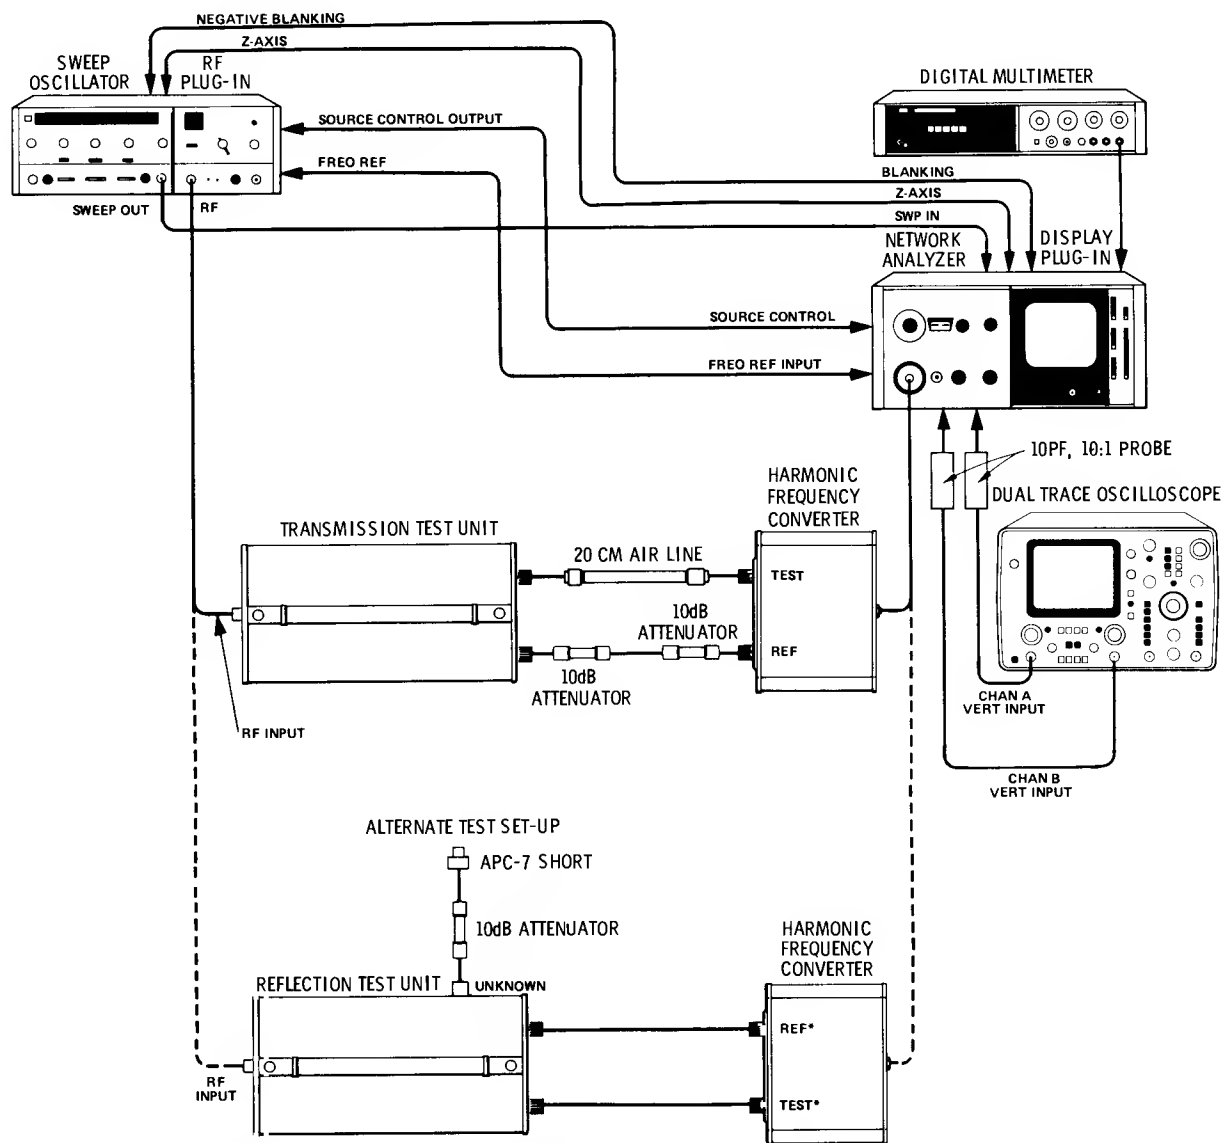 NEGATIVE BLANKING
Z-AXIS
SWEEP
OSCILLATOR
RF
PLUG-IN
DIGITAL MULTIMETER
SOURCE CONTROL OUTPUT
FREQ REF
BLANKING
Z-AXIS
SWP IN
SWEEP OUT
RF
NETWORK
ANALYZER
DISPLAY
PLUG-IN
SOURCE CONTROL
FREQ REF INPUT
10PF, 10:1 PROBE
DUAL TRACE OSCILLOSCOPE
HARMONIC
FREQUENCY
CONVERTER
TRANSMISSION TEST UNIT
20 CM AIR LINE
TEST
10dB
ATTENUATOR
REF
10dB
ATTENUATOR
RF INPUT
CHAN A
VERT INPUT
CHAN B
VERT INPUT
ALTERNATE TEST SET-UP
APC-7 SHORT
10dB ATTENUATOR
HARMONIC
FREQUENCY
CONVERTER
REFLECTION TEST UNIT
UNKNOWN
REF*
RF
INPUT
TEST*